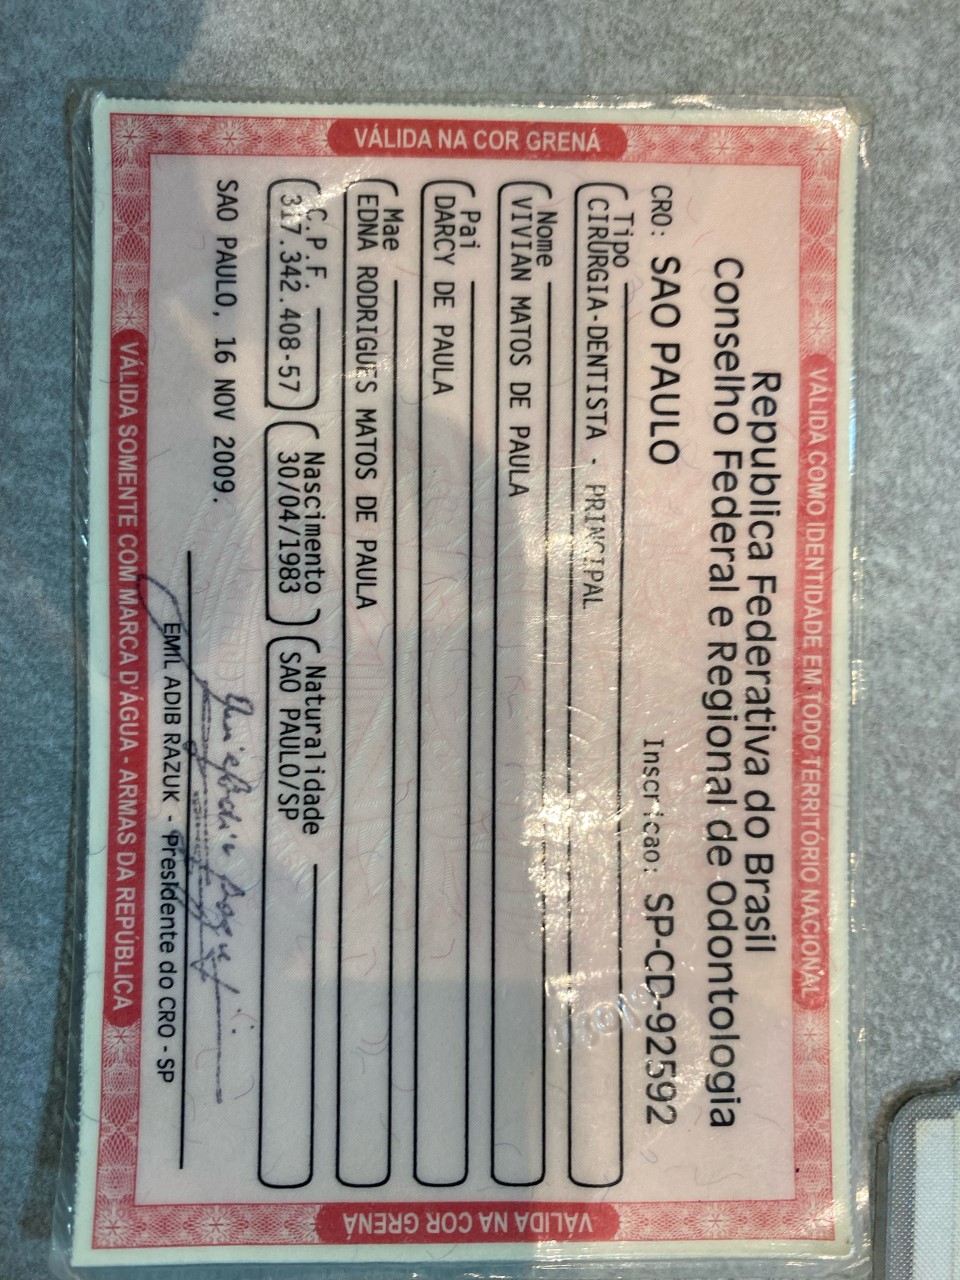 VÁLIDA COMO IDENTIDADE EM TODO TERRITÓRIO NACIONAL
Republica Federativa do Brasil
Conselho Federal e Regional de Odontologia
CRO: SAO PAULO Inscricao: SP-CD-92592
Tipo
CIRURGIA-DENTISTA - PRINCIPAL
Nome
VIVIAN MATOS DE PAULA
Pai
DARCY DE PAULA
Mae
EDNA RODRIGUES MATOS DE PAULA
C.P.F. Nascimento Naturalidade
317.342.408-57 30/04/1983 SAO PAULO/SP
SAO PAULO, 16 NOV 2009.
EMIL ADIB RAZUK - Presidente do CRO - SP
VÁLIDA SOMENTE COM MARCA D'ÁGUA - ARMAS DA REPÚBLICA
VÁLIDA NA COR GRENÁ
VÁLIDA NA COR GRENÁ